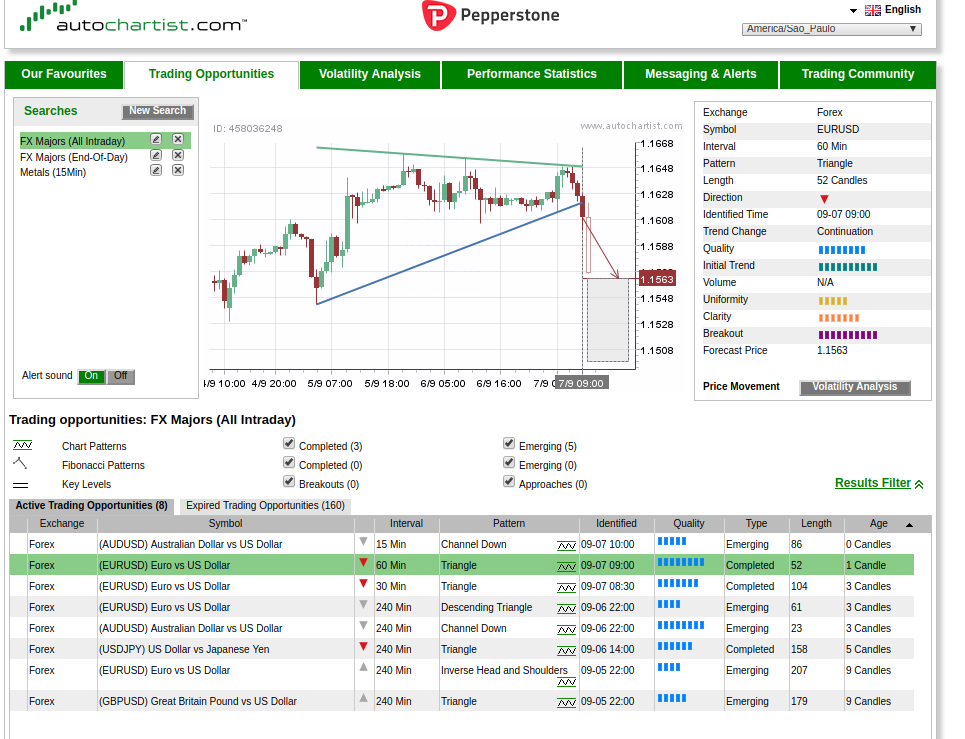 autochartist.com™
Pepperstone
English
America/Sao_Paulo
Our Favourites
Trading Opportunities
Volatility Analysis
Performance Statistics
Messaging & Alerts
Trading Community
Searches
New Search
FX Majors (All Intraday)
FX Majors (End-Of-Day)
Metals (15Min)
Alert sound On Off
ID: 458036248
www.autochartist.com
1.1668
1.1648
1.1628
1.1608
1.1588
1.1563
1.1548
1.1528
1.1508
4/9 10:00 4/9 20:00 5/9 07:00 5/9 18:00 6/9 05:00 6/9 16:00 7/9 7/9 09:00
Exchange Forex
Symbol EURUSD
Interval 60 Min
Pattern Triangle
Length 52 Candles
Direction
Identified Time 09-07 09:00
Trend Change Continuation
Quality
Initial Trend
Volume N/A
Uniformity
Clarity
Breakout
Forecast Price 1.1563
Price Movement Volatility Analysis
Trading opportunities: FX Majors (All Intraday)
Chart Patterns Completed (3) Emerging (5)
Fibonacci Patterns Completed (0) Emerging (0)
Key Levels Breakouts (0) Approaches (0)
Results Filter
Active Trading Opportunities (8) Expired Trading Opportunities (160)
Exchange Symbol Interval Pattern Identified Quality Type Length Age
Forex (AUDUSD) Australian Dollar vs US Dollar 15 Min Channel Down 09-07 10:00 Emerging 86 0 Candles
Forex (EURUSD) Euro vs US Dollar 60 Min Triangle 09-07 09:00 Completed 52 1 Candle
Forex (EURUSD) Euro vs US Dollar 30 Min Triangle 09-07 08:30 Completed 104 3 Candles
Forex (EURUSD) Euro vs US Dollar 240 Min Descending Triangle 09-06 22:00 Emerging 61 3 Candles
Forex (AUDUSD) Australian Dollar vs US Dollar 240 Min Channel Down 09-06 22:00 Emerging 23 3 Candles
Forex (USDJPY) US Dollar vs Japanese Yen 240 Min Triangle 09-06 14:00 Completed 158 5 Candles
Forex (EURUSD) Euro vs US Dollar 240 Min Inverse Head and Shoulders 09-05 22:00 Emerging 207 9 Candles
Forex (GBPUSD) Great Britain Pound vs US Dollar 240 Min Triangle 09-05 22:00 Emerging 179 9 Candles